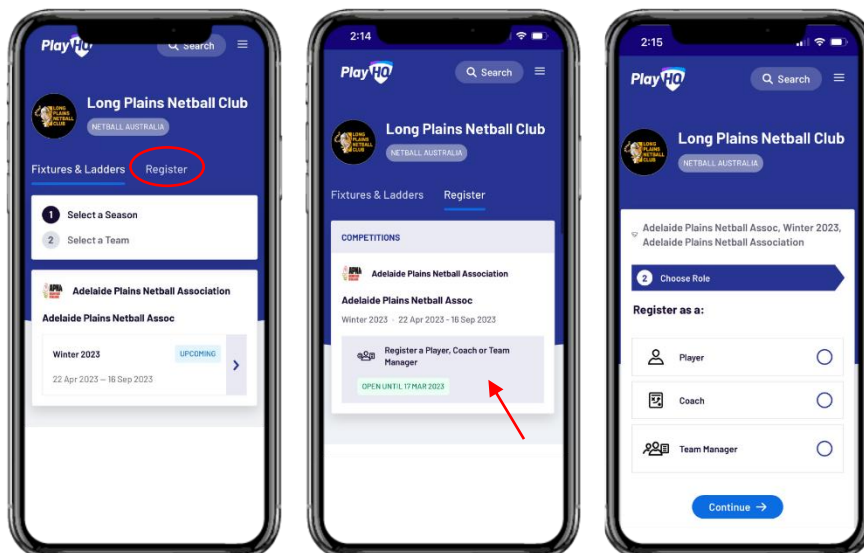 PlayHQ
Search
Long Plains Netball Club
NETBALL AUSTRALIA
Fixtures & Ladders Register
1 Select a Season
2 Select a Team
Adelaide Plains Netball Association
Adelaide Plains Netball Assoc
Winter 2023 UPCOMING
22 Apr 2023 — 16 Sep 2023
2:14
PlayHQ
Search
LONG
PLAINS
NETBALL
CLUB
Long Plains Netball Club
NETBALL AUSTRALIA
Fixtures & Ladders Register
COMPETITIONS
Adelaide Plains Netball Association
Adelaide Plains Netball Assoc
Winter 2023 · 22 Apr 2023 - 16 Sep 2023
Register a Player, Coach or Team
Manager
OPEN UNTIL 17 MAR 2023
2:15
PlayHQ
Search
Long Plains Netball Club
NETBALL AUSTRALIA
Adelaide Plains Netball Assoc, Winter 2023,
Adelaide Plains Netball Association
2 Choose Role
Register as a:
Player
Coach
Team Manager
Continue →